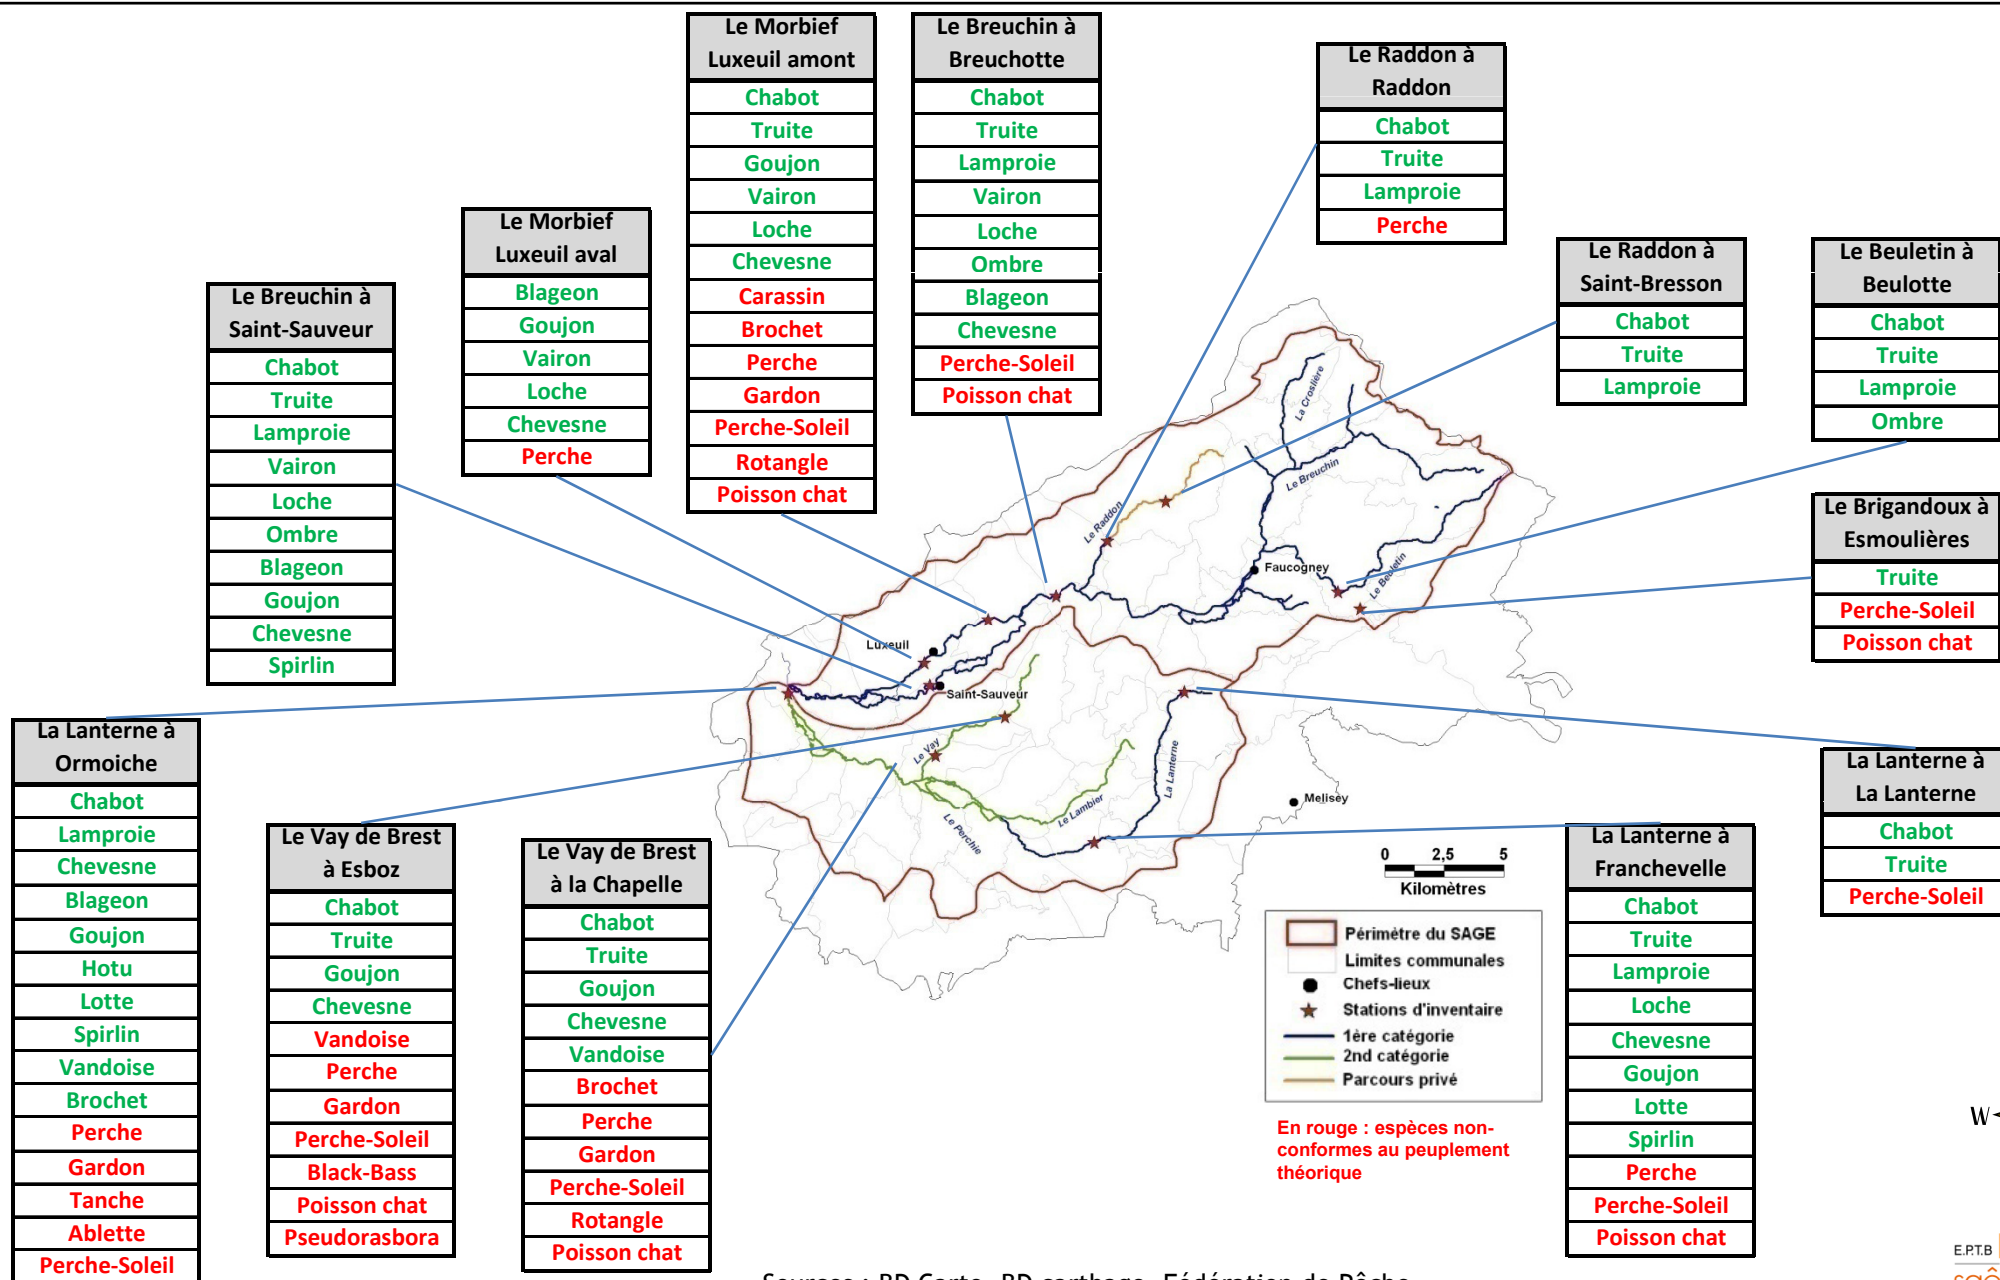 Le Morbief
Luxeuil amont
Chabot
Truite
Goujon
Vairon
Loche
Chevesne
Carassin
Brochet
Perche
Gardon
Perche-Soleil
Rotangle
Poisson chat
Le Breuchin à
Breuchotte
Chabot
Truite
Lamproie
Vairon
Loche
Ombre
Blageon
Chevesne
Perche-Soleil
Poisson chat
Le Raddon à
Raddon
Chabot
Truite
Lamproie
Perche
Le Morbief
Luxeuil aval
Blageon
Goujon
Vairon
Loche
Chevesne
Perche
Le Raddon à
Saint-Bresson
Chabot
Truite
Lamproie
Le Beuletin à
Beulotte
Chabot
Truite
Lamproie
Ombre
Le Breuchin à
Saint-Sauveur
Chabot
Truite
Lamproie
Vairon
Loche
Ombre
Blageon
Goujon
Chevesne
Spirlin
Le Brigandoux à
Esmoulières
Truite
Perche-Soleil
Poisson chat
La Croslière
Le Breuchin
Le Raddon
Faucogney
Le Beuletin
Luxeuil
Saint-Sauveur
Le Vay
La Lanterne
Le Lambier
Le Perchie
Melisey
La Lanterne à
Ormoiche
Chabot
Lamproie
Chevesne
Blageon
Goujon
Hotu
Lotte
Spirlin
Vandoise
Brochet
Perche
Gardon
Tanche
Ablette
Perche-Soleil
Le Vay de Brest
à Esboz
Chabot
Truite
Goujon
Chevesne
Vandoise
Perche
Gardon
Perche-Soleil
Black-Bass
Poisson chat
Pseudorasbora
Le Vay de Brest
à la Chapelle
Chabot
Truite
Goujon
Chevesne
Vandoise
Brochet
Perche
Gardon
Perche-Soleil
Rotangle
Poisson chat
La Lanterne à
La Lanterne
Chabot
Truite
Perche-Soleil
La Lanterne à
Franchevelle
Chabot
Truite
Lamproie
Loche
Chevesne
Goujon
Lotte
Spirlin
Perche
Perche-Soleil
Poisson chat
0 2,5 5
Kilomètres
Périmètre du SAGE
Limites communales
Chefs-lieux
Stations d'inventaire
1ère catégorie
2nd catégorie
Parcours privé
En rouge : espèces non-
conformes au peuplement
théorique
W
E.P.T.B
Sources : BD Carto, BD carthage, Fédération de Pêche